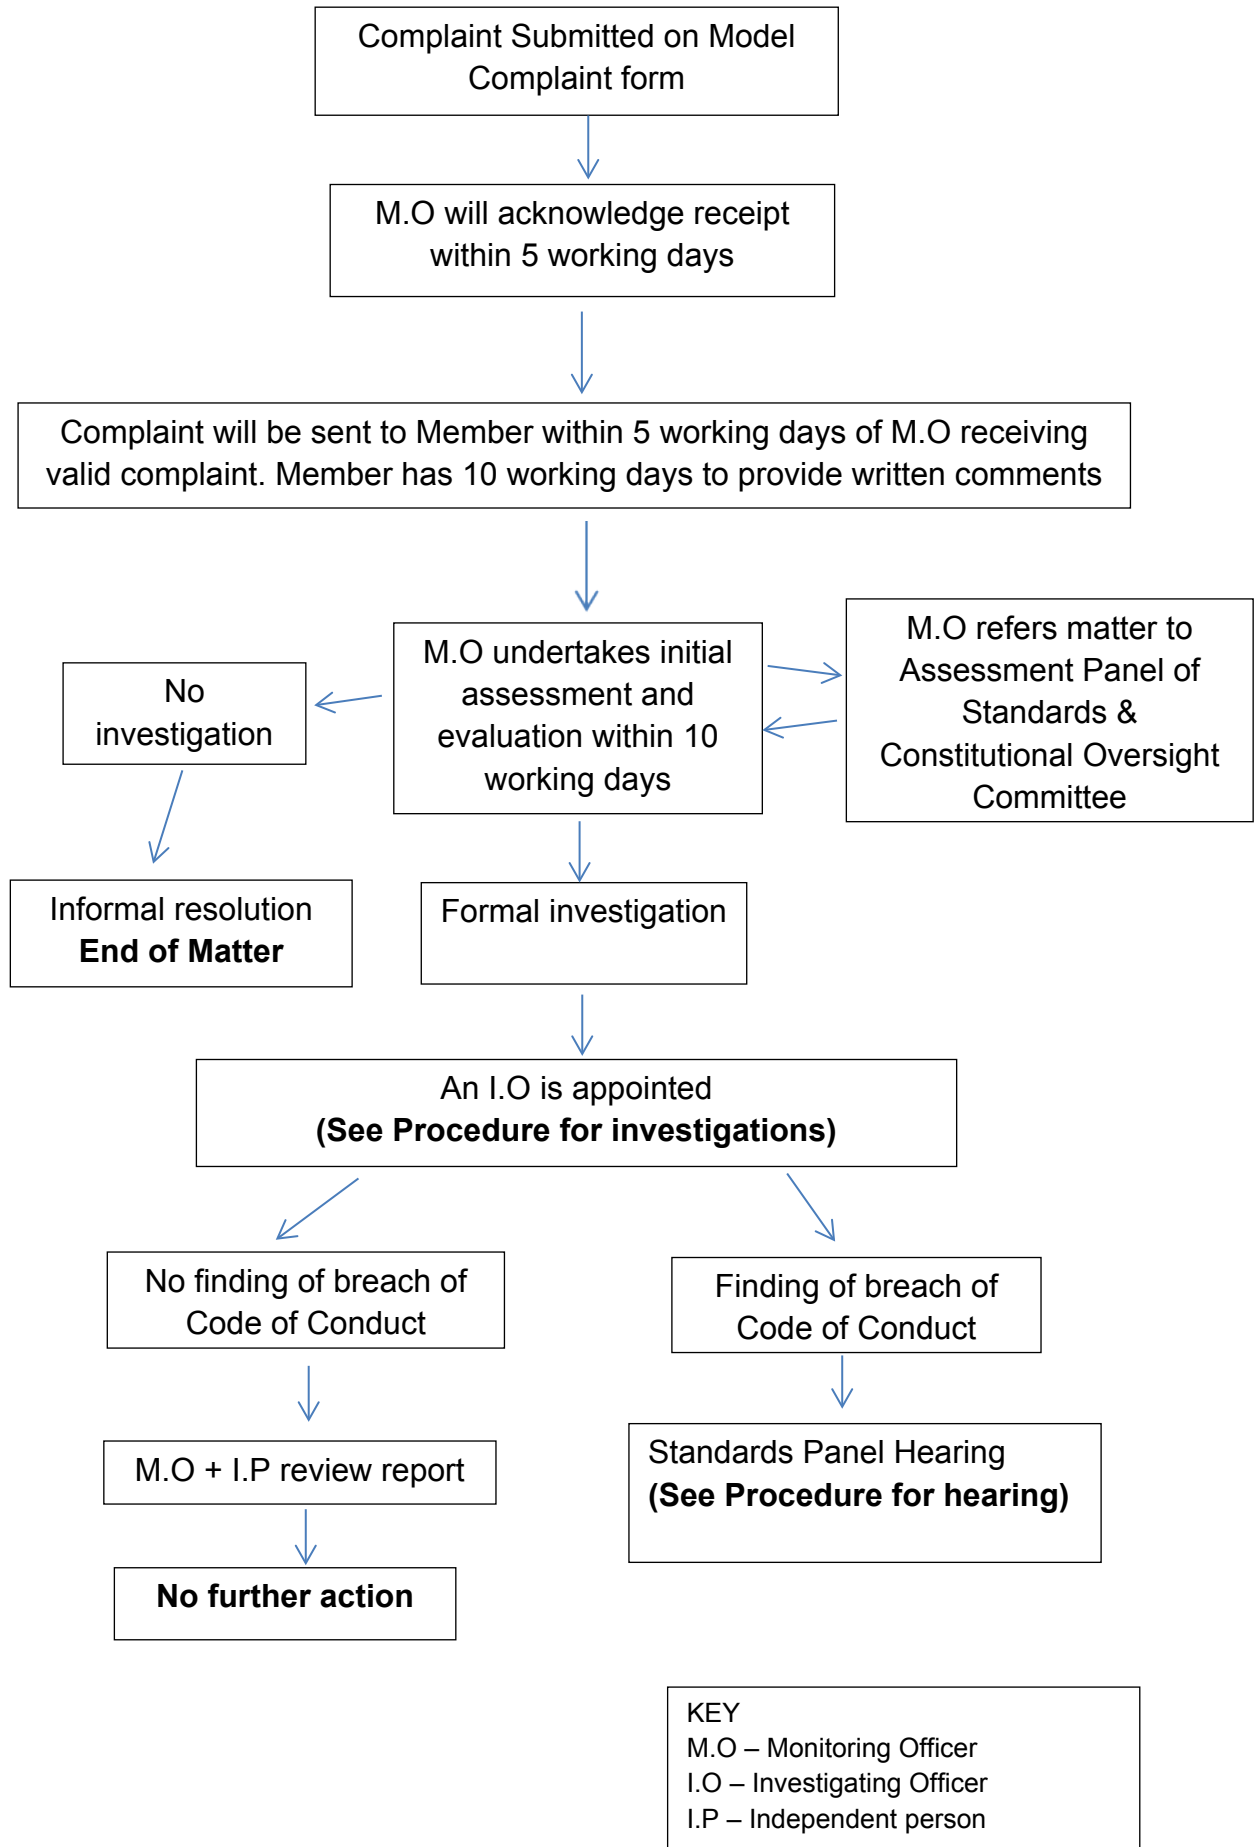 Complaint Submitted on Model
Complaint form
M.O will acknowledge receipt
within 5 working days
Complaint will be sent to Member within 5 working days of M.O receiving
valid complaint. Member has 10 working days to provide written comments
No
investigation
M.O undertakes initial
assessment and
evaluation within 10
working days
M.O refers matter to
Assessment Panel of
Standards &
Constitutional Oversight
Committee
Informal resolution
End of Matter
Formal investigation
An I.O is appointed
(See Procedure for investigations)
No finding of breach of
Code of Conduct
Finding of breach of
Code of Conduct
M.O + I.P review report
Standards Panel Hearing
(See Procedure for hearing)
No further action
KEY
M.O – Monitoring Officer
I.O – Investigating Officer
I.P – Independent person